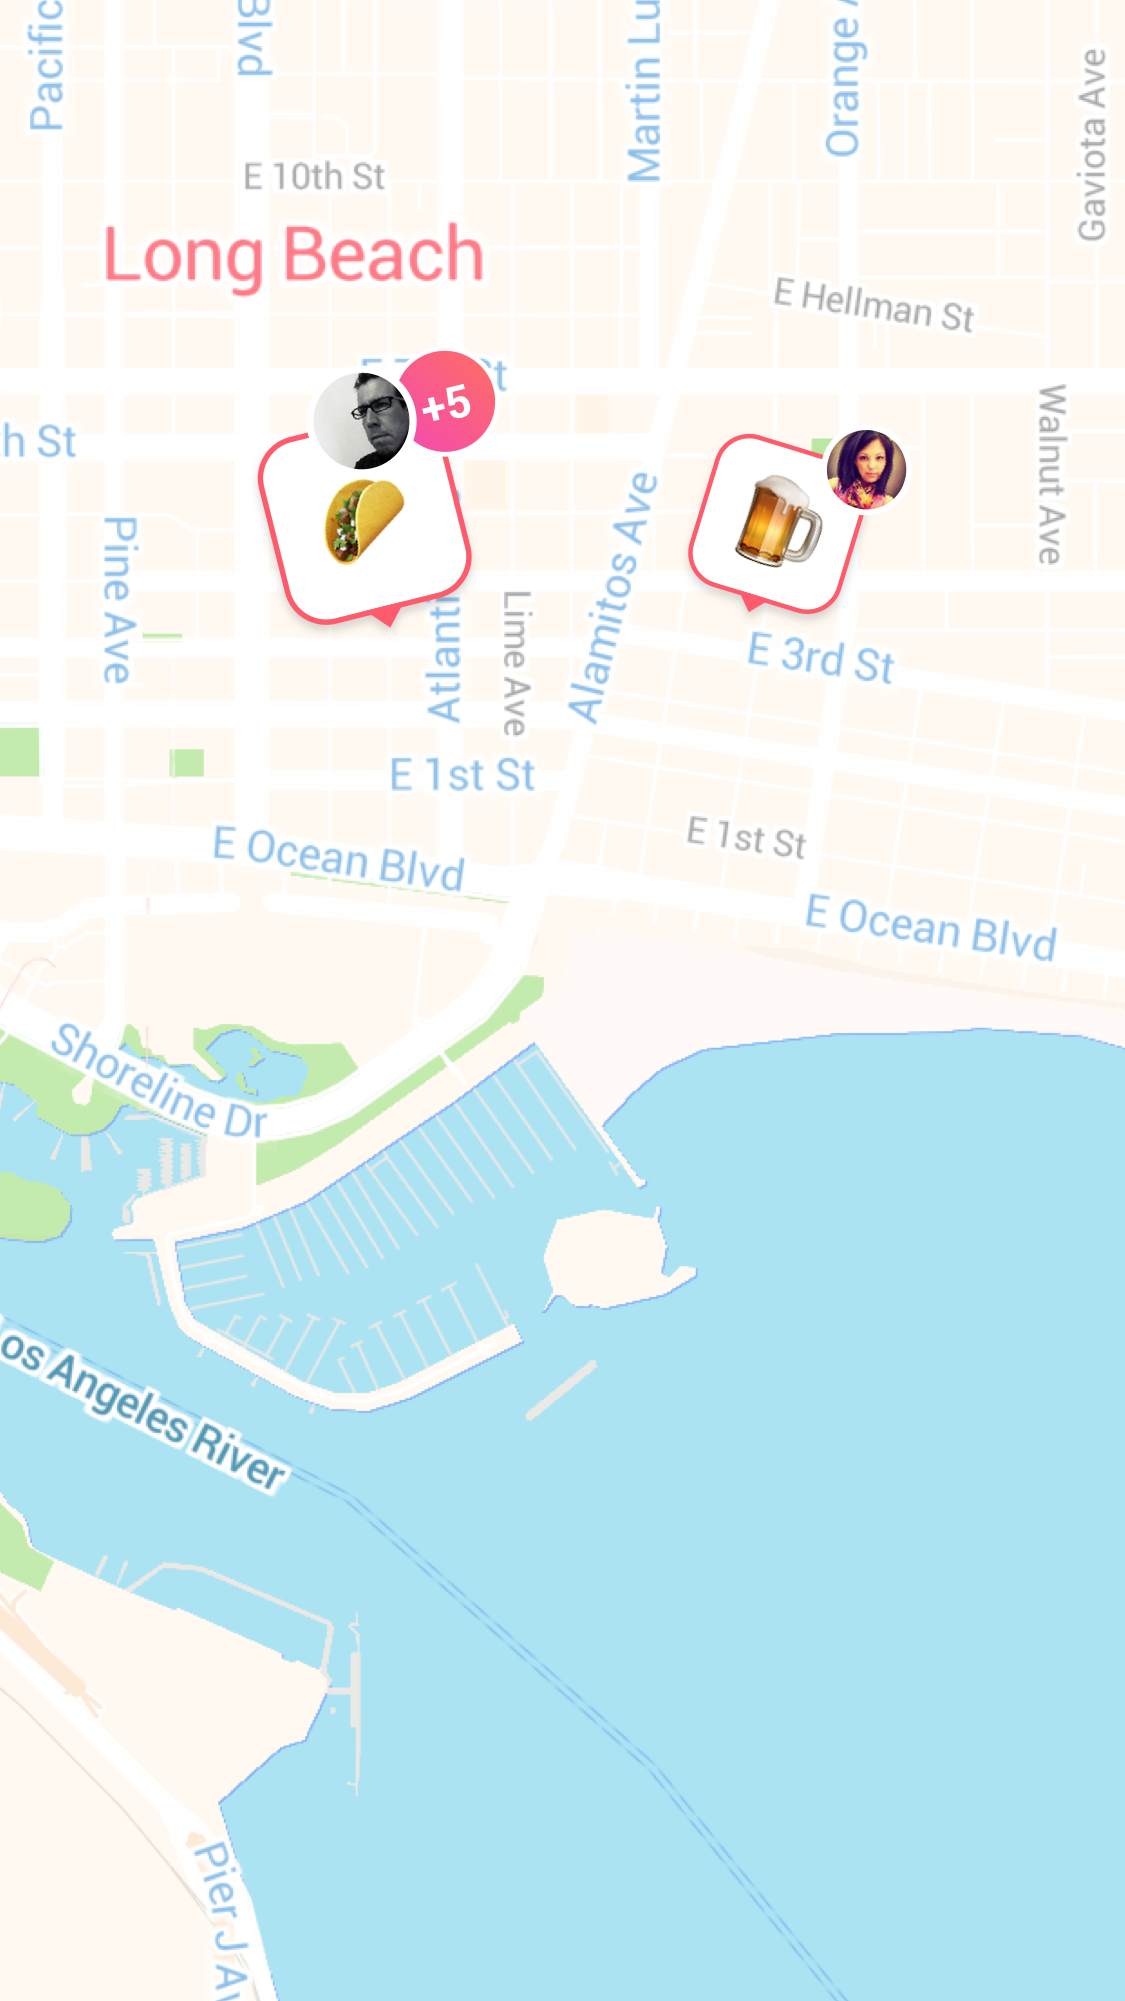 Pacific
Blvd
Martin Lu
Orange
Gaviota Ave
E 10th St
Long Beach
E Hellman St
+5
th St
Walnut Ave
Pine Ave
Lime Ave
Alamitos Ave
Atlanti
E 3rd St
E 1st St
E 1st St
E Ocean Blvd
E Ocean Blvd
Shoreline Dr
os Angeles River
Pier J Av